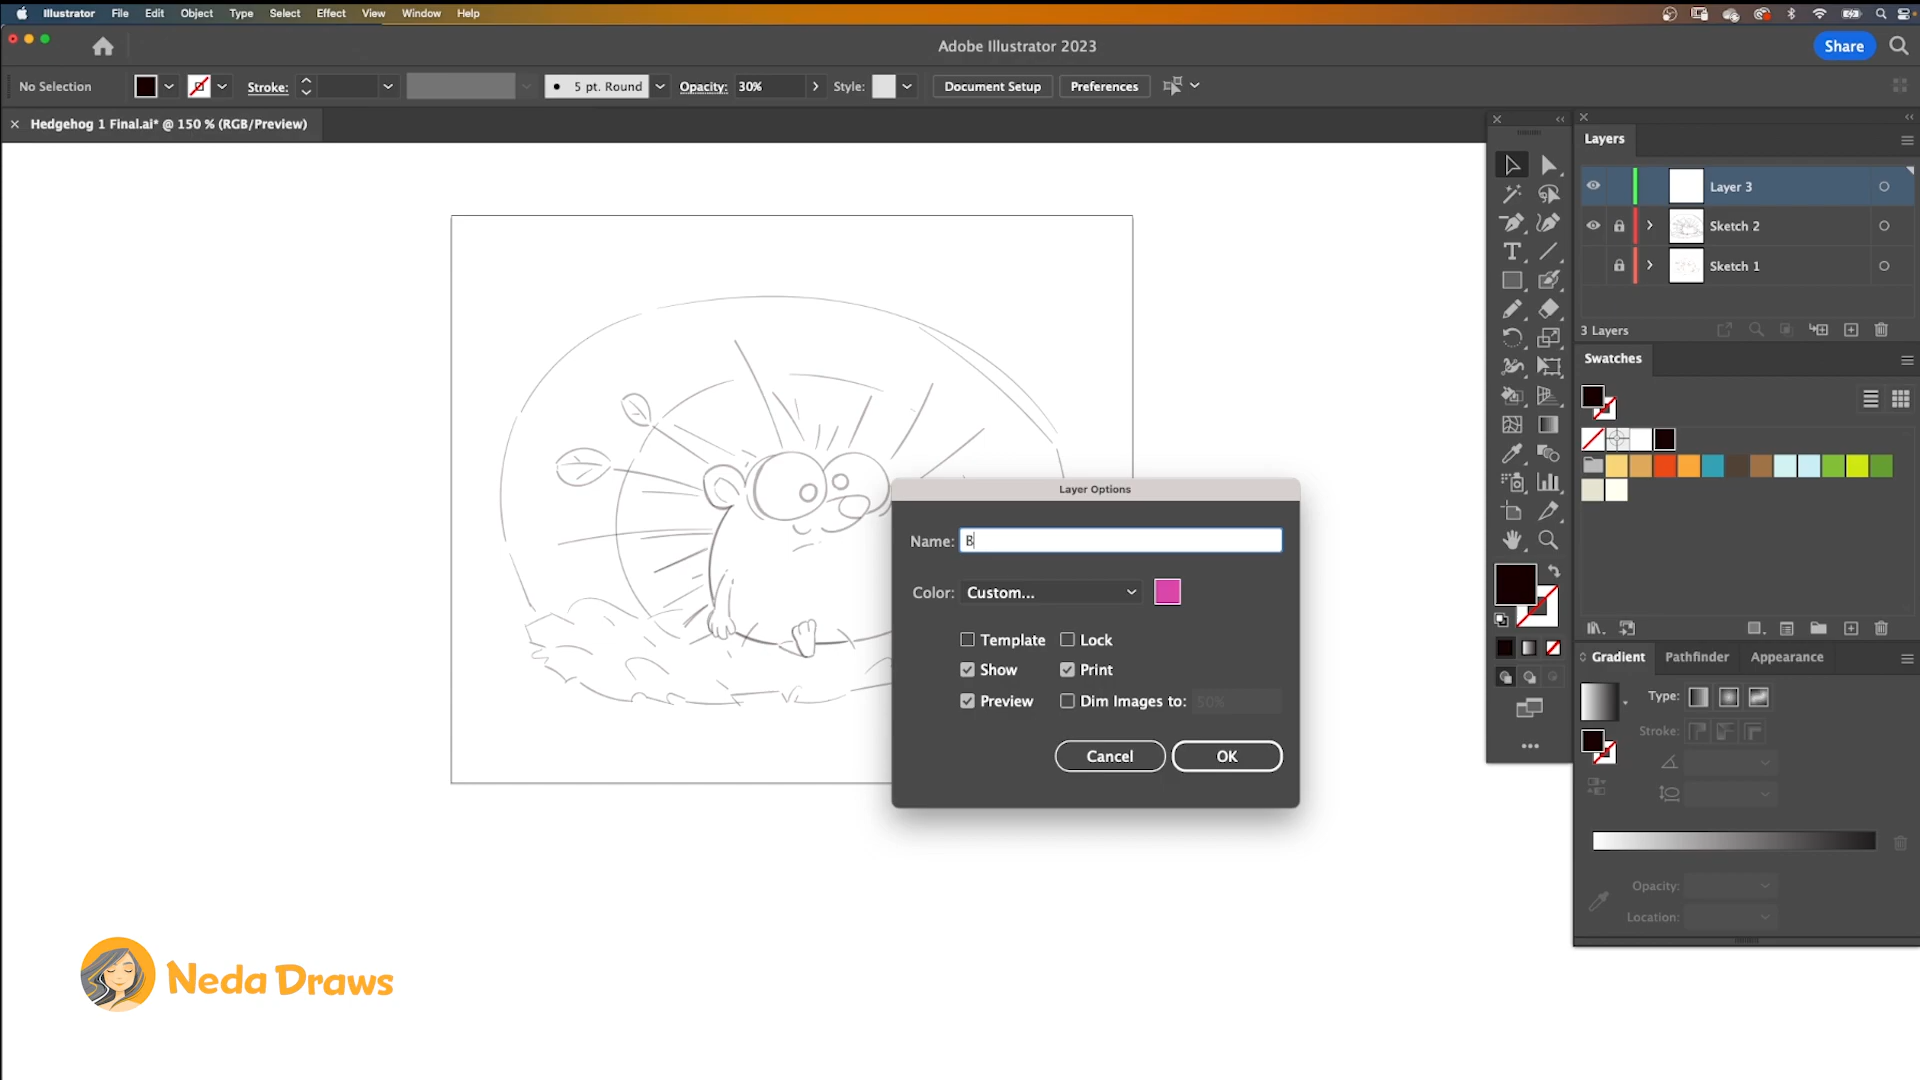 Illustrator File Edit Object Type Select Effect View Window Help
Adobe Illustrator 2023
Share
No Selection
Stroke:
5 pt. Round
Opacity: 30%
Style:
Document Setup
Preferences
Hedgehog 1 Final.ai* @ 150 % (RGB/Preview)
Layers
Layer 3
Sketch 2
Sketch 1
3 Layers
Swatches
Layer Options
Name: B
Color: Custom...
Template Lock
Show Print
Preview Dim Images to: 50%
Cancel OK
Gradient Pathfinder Appearance
Type:
Stroke:
Opacity:
Location:
Neda Draws